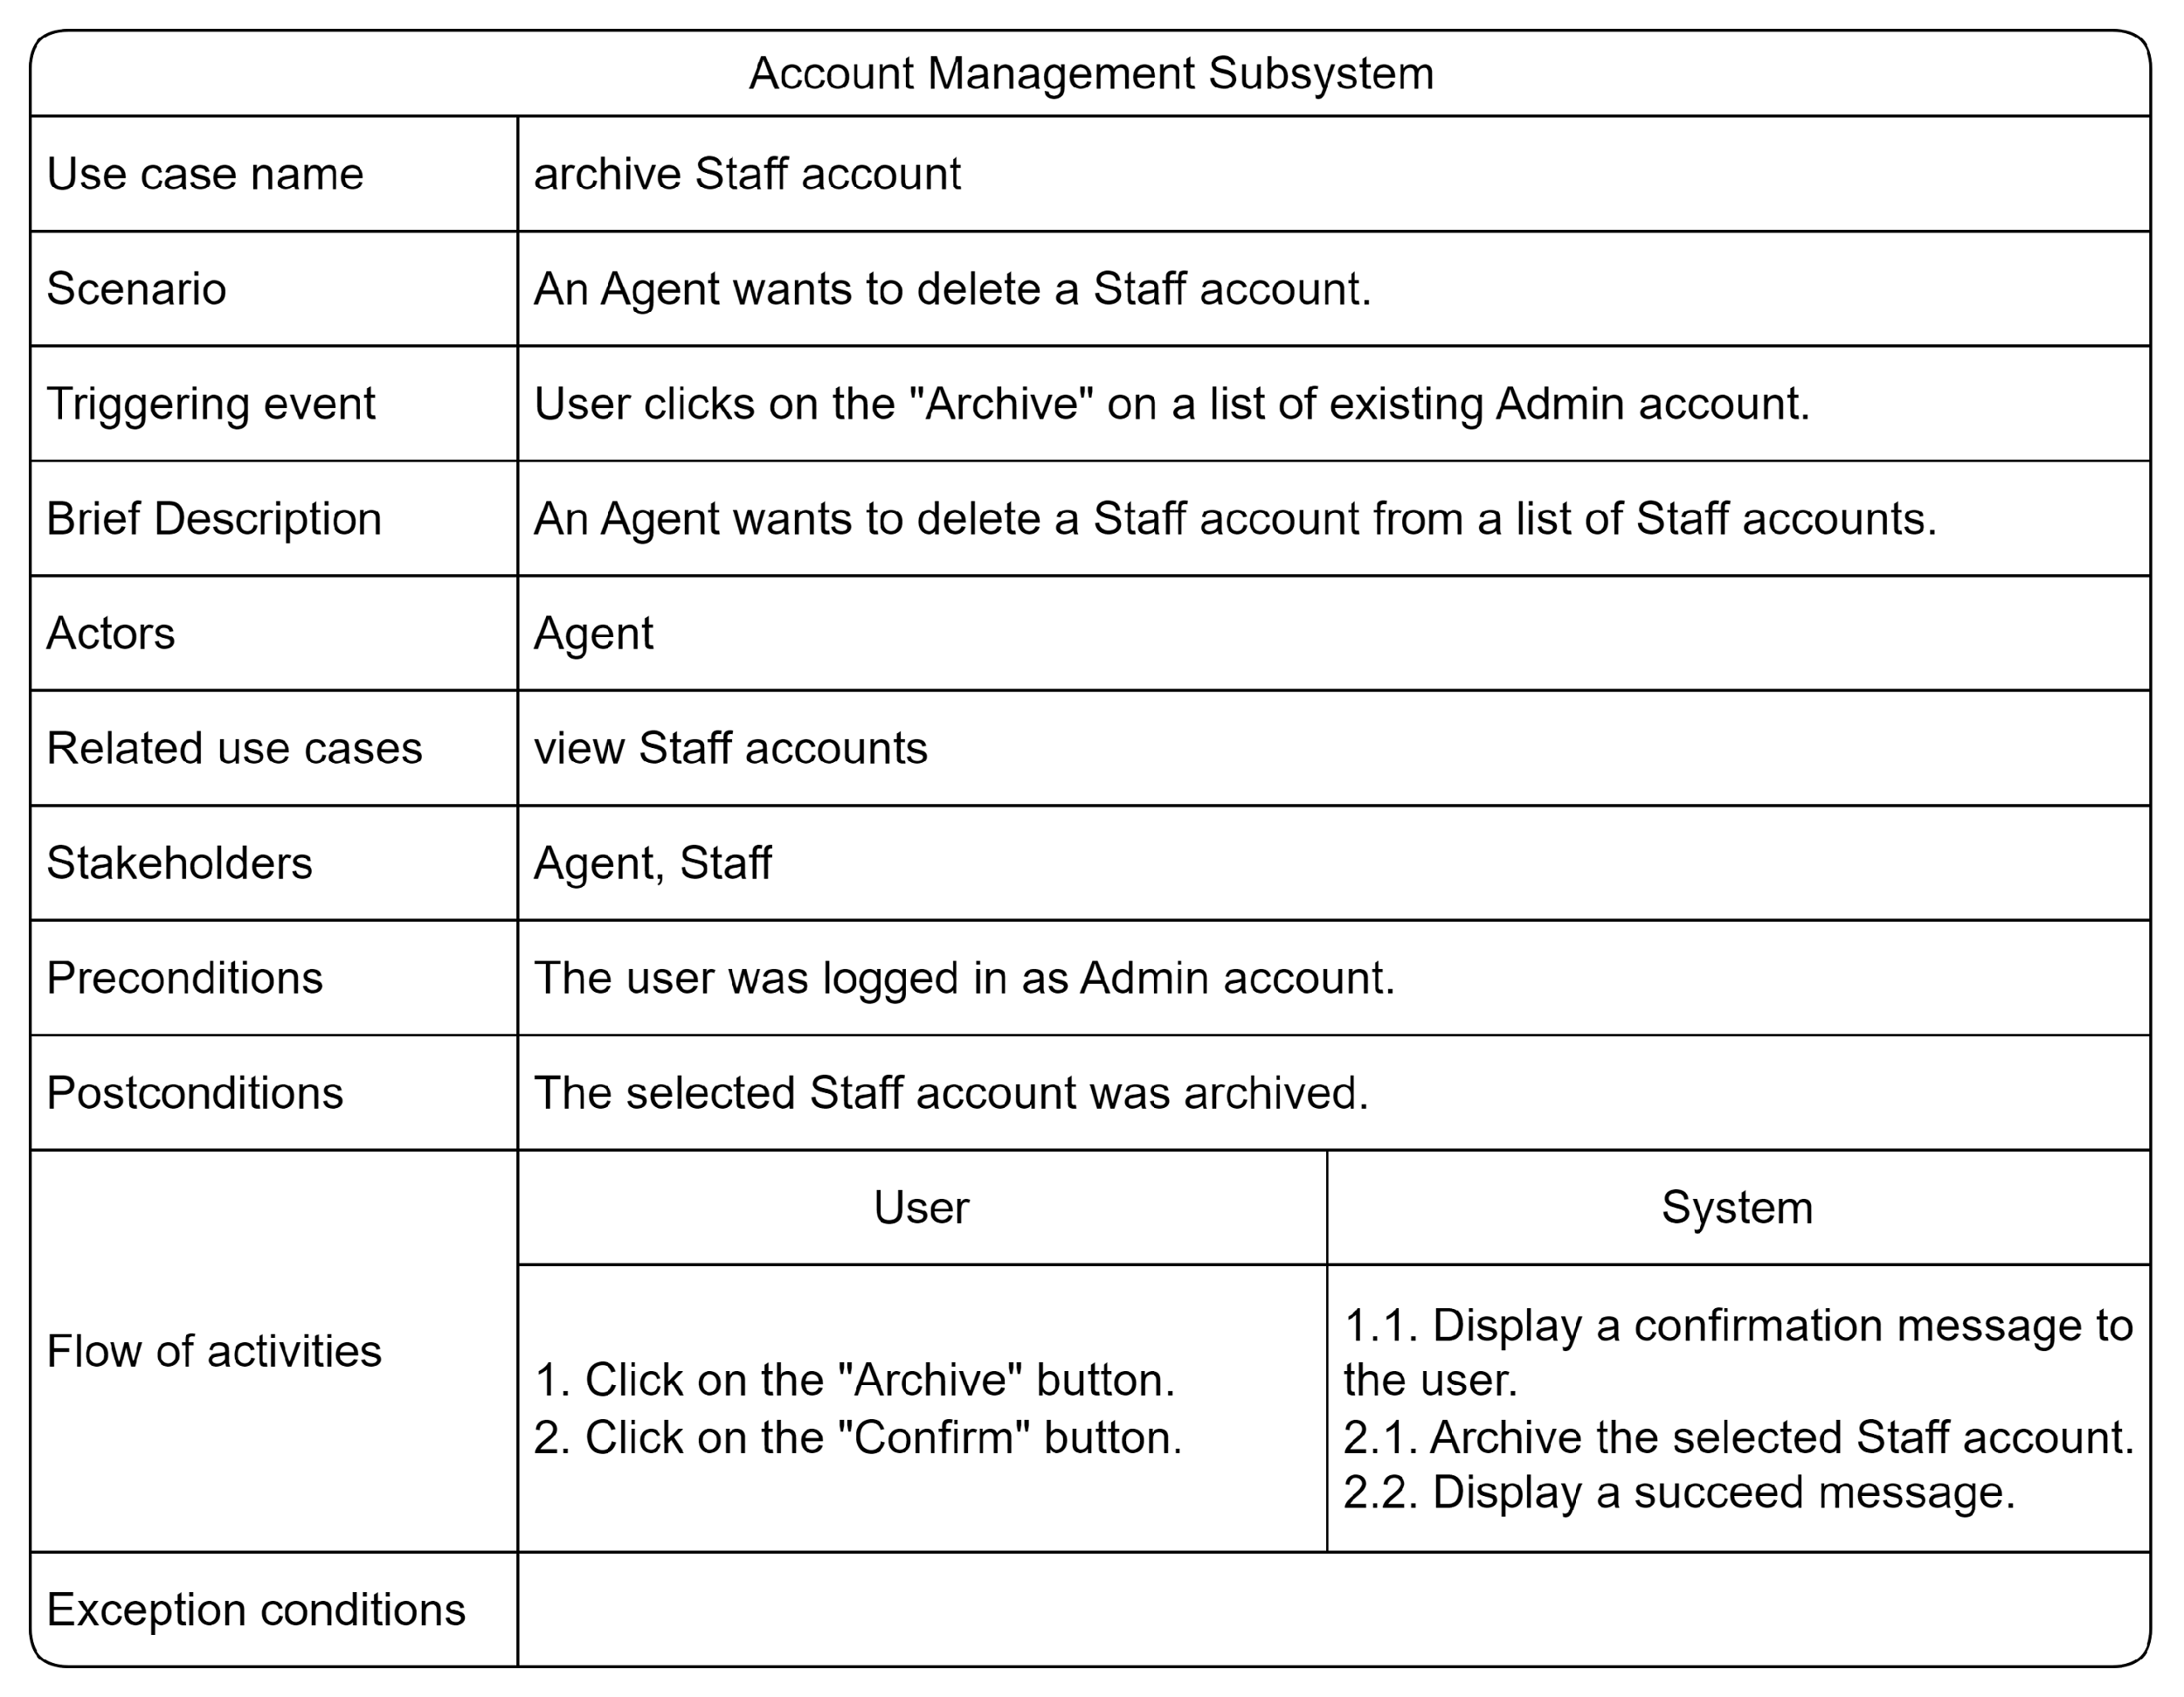 Account Management Subsystem
Use case name
archive Staff account
Scenario
An Agent wants to delete a Staff account.
Triggering event
User clicks on the "Archive" on a list of existing Admin account.
Brief Description
An Agent wants to delete a Staff account from a list of Staff accounts.
Actors
Agent
Related use cases
view Staff accounts
Stakeholders
Agent, Staff
Preconditions
The user was logged in as Admin account.
Postconditions
The selected Staff account was archived.
Flow of activities
User
System
1. Click on the "Archive" button.
2. Click on the "Confirm" button.
1.1. Display a confirmation message to
the user.
2.1. Archive the selected Staff account.
2.2. Display a succeed message.
Exception conditions